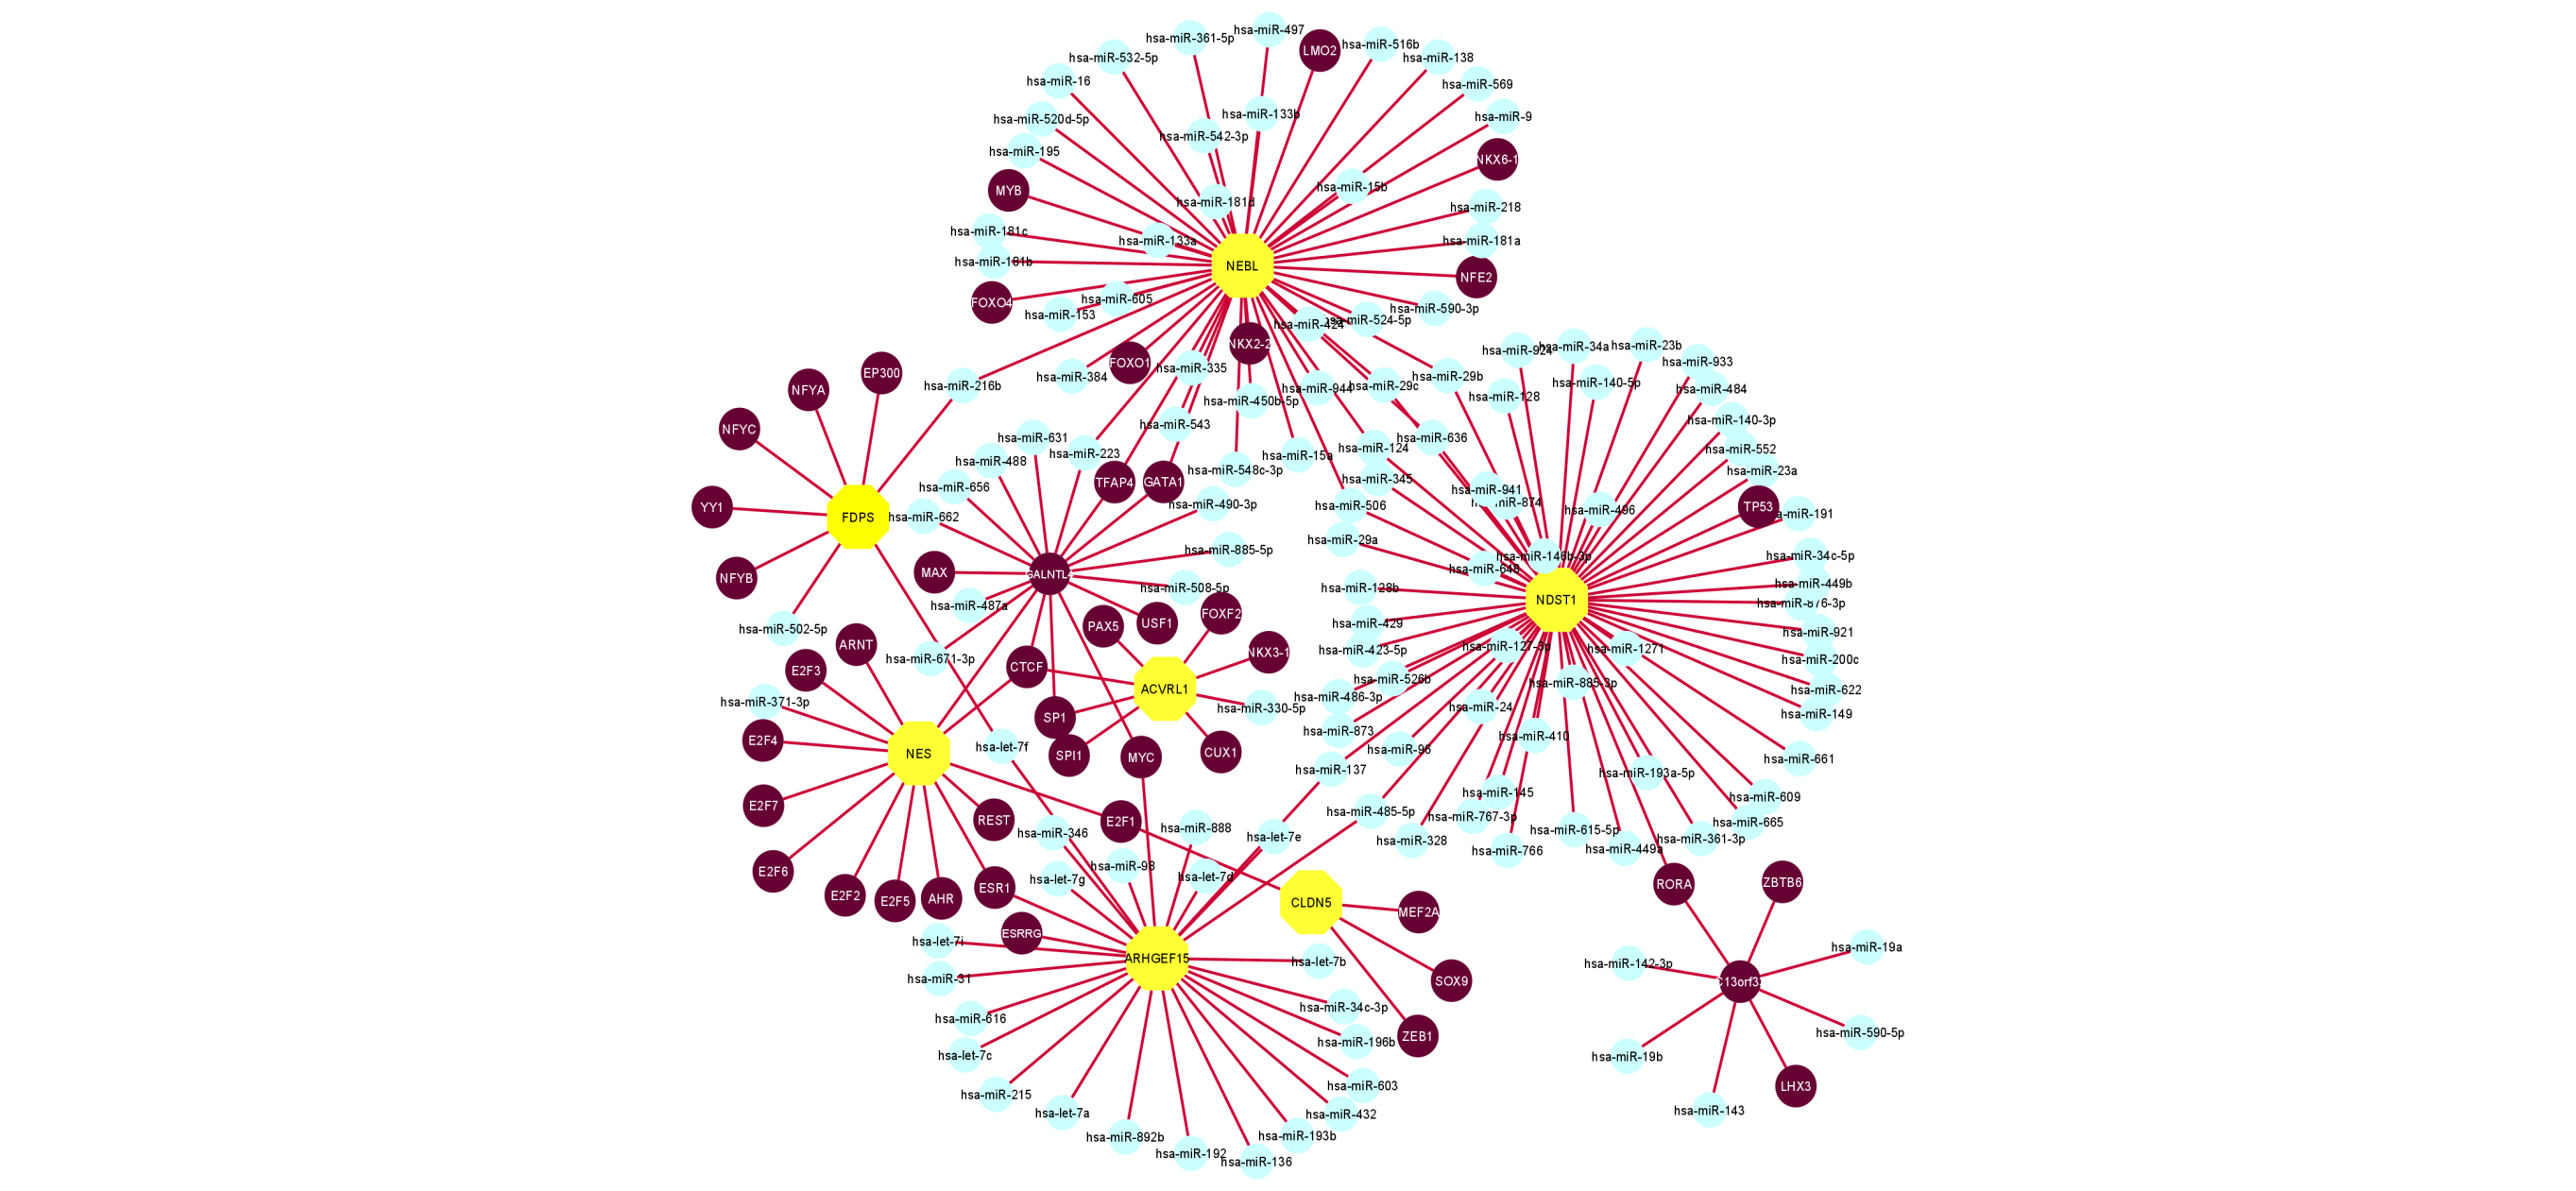 hsa-miR-497
hsa-miR-361-5p
LMO2
hsa-miR-516b
hsa-miR-532-5p
hsa-miR-138
hsa-miR-16
hsa-miR-569
hsa-miR-520d-5p
hsa-miR-133b
hsa-miR-9
hsa-miR-542-3p
hsa-miR-195
NKX6-1
MYB
hsa-miR-15b
hsa-miR-181d
hsa-miR-218
hsa-miR-181c
hsa-miR-133a
hsa-miR-181a
hsa-miR-181b
NEBL
NFE2
FOXO4
hsa-miR-605
hsa-miR-153
hsa-miR-590-3p
hsa-miR-424
hsa-miR-524-5p
NKX2-2
hsa-miR-924
hsa-miR-34a
hsa-miR-23b
FOXO1
hsa-miR-933
EP300
hsa-miR-335
hsa-miR-384
hsa-miR-216b
hsa-miR-944
hsa-miR-29c
hsa-miR-29b
hsa-miR-140-5p
hsa-miR-484
NFYA
hsa-miR-450b-5p
hsa-miR-128
NFYC
hsa-miR-543
hsa-miR-140-3p
hsa-miR-631
hsa-miR-636
hsa-miR-223
hsa-miR-124
hsa-miR-552
hsa-miR-488
hsa-miR-15a
hsa-miR-548c-3p
hsa-miR-23a
TFAP4
GATA1
hsa-miR-345
hsa-miR-656
hsa-miR-941
hsa-miR-874
YY1
hsa-miR-490-3p
hsa-miR-506
hsa-miR-496
TP53
FDPS
hsa-miR-662
hsa-miR-191
hsa-miR-29a
hsa-miR-885-5p
hsa-miR-146b-3p
hsa-miR-34c-5p
NFYB
MAX
GALNTL4
hsa-miR-648
hsa-miR-449b
hsa-miR-508-5p
hsa-miR-128b
NDST1
hsa-miR-876-3p
hsa-miR-487a
FOXF2
hsa-miR-502-5p
PAX5
USF1
hsa-miR-429
hsa-miR-921
ARNT
hsa-miR-671-3p
NKX3-1
hsa-miR-423-5p
hsa-miR-127-3p
hsa-miR-1271
hsa-miR-200c
E2F3
CTCF
ACVRL1
hsa-miR-526b
hsa-miR-885-3p
hsa-miR-622
hsa-miR-371-3p
hsa-miR-486-3p
hsa-miR-330-5p
hsa-miR-24
hsa-miR-149
SP1
E2F4
hsa-let-7f
hsa-miR-873
hsa-miR-410
NES
SPI1
MYC
CUX1
hsa-miR-96
hsa-miR-661
hsa-miR-137
hsa-miR-193a-5p
E2F7
hsa-miR-145
hsa-miR-609
REST
E2F1
hsa-miR-485-5p
hsa-miR-767-3p
hsa-miR-665
hsa-miR-346
hsa-miR-888
hsa-let-7e
hsa-miR-328
hsa-miR-615-5p
hsa-miR-361-3p
hsa-miR-766
hsa-miR-449a
E2F6
hsa-miR-98
hsa-let-7g
hsa-let-7d
E2F2
E2F5
AHR
ESR1
RORA
ZBTB6
CLDN5
MEF2A
ESRRG
hsa-let-7i
hsa-miR-19a
ARHGEF15
hsa-let-7b
hsa-miR-142-3p
hsa-miR-31
SOX9
hsa-miR-34c-3p
hsa-miR-616
hsa-miR-590-5p
ZEB1
hsa-miR-196b
hsa-let-7c
hsa-miR-19b
hsa-miR-603
LHX3
hsa-miR-215
hsa-let-7a
hsa-miR-432
hsa-miR-143
hsa-miR-892b
hsa-miR-193b
hsa-miR-192
hsa-miR-136